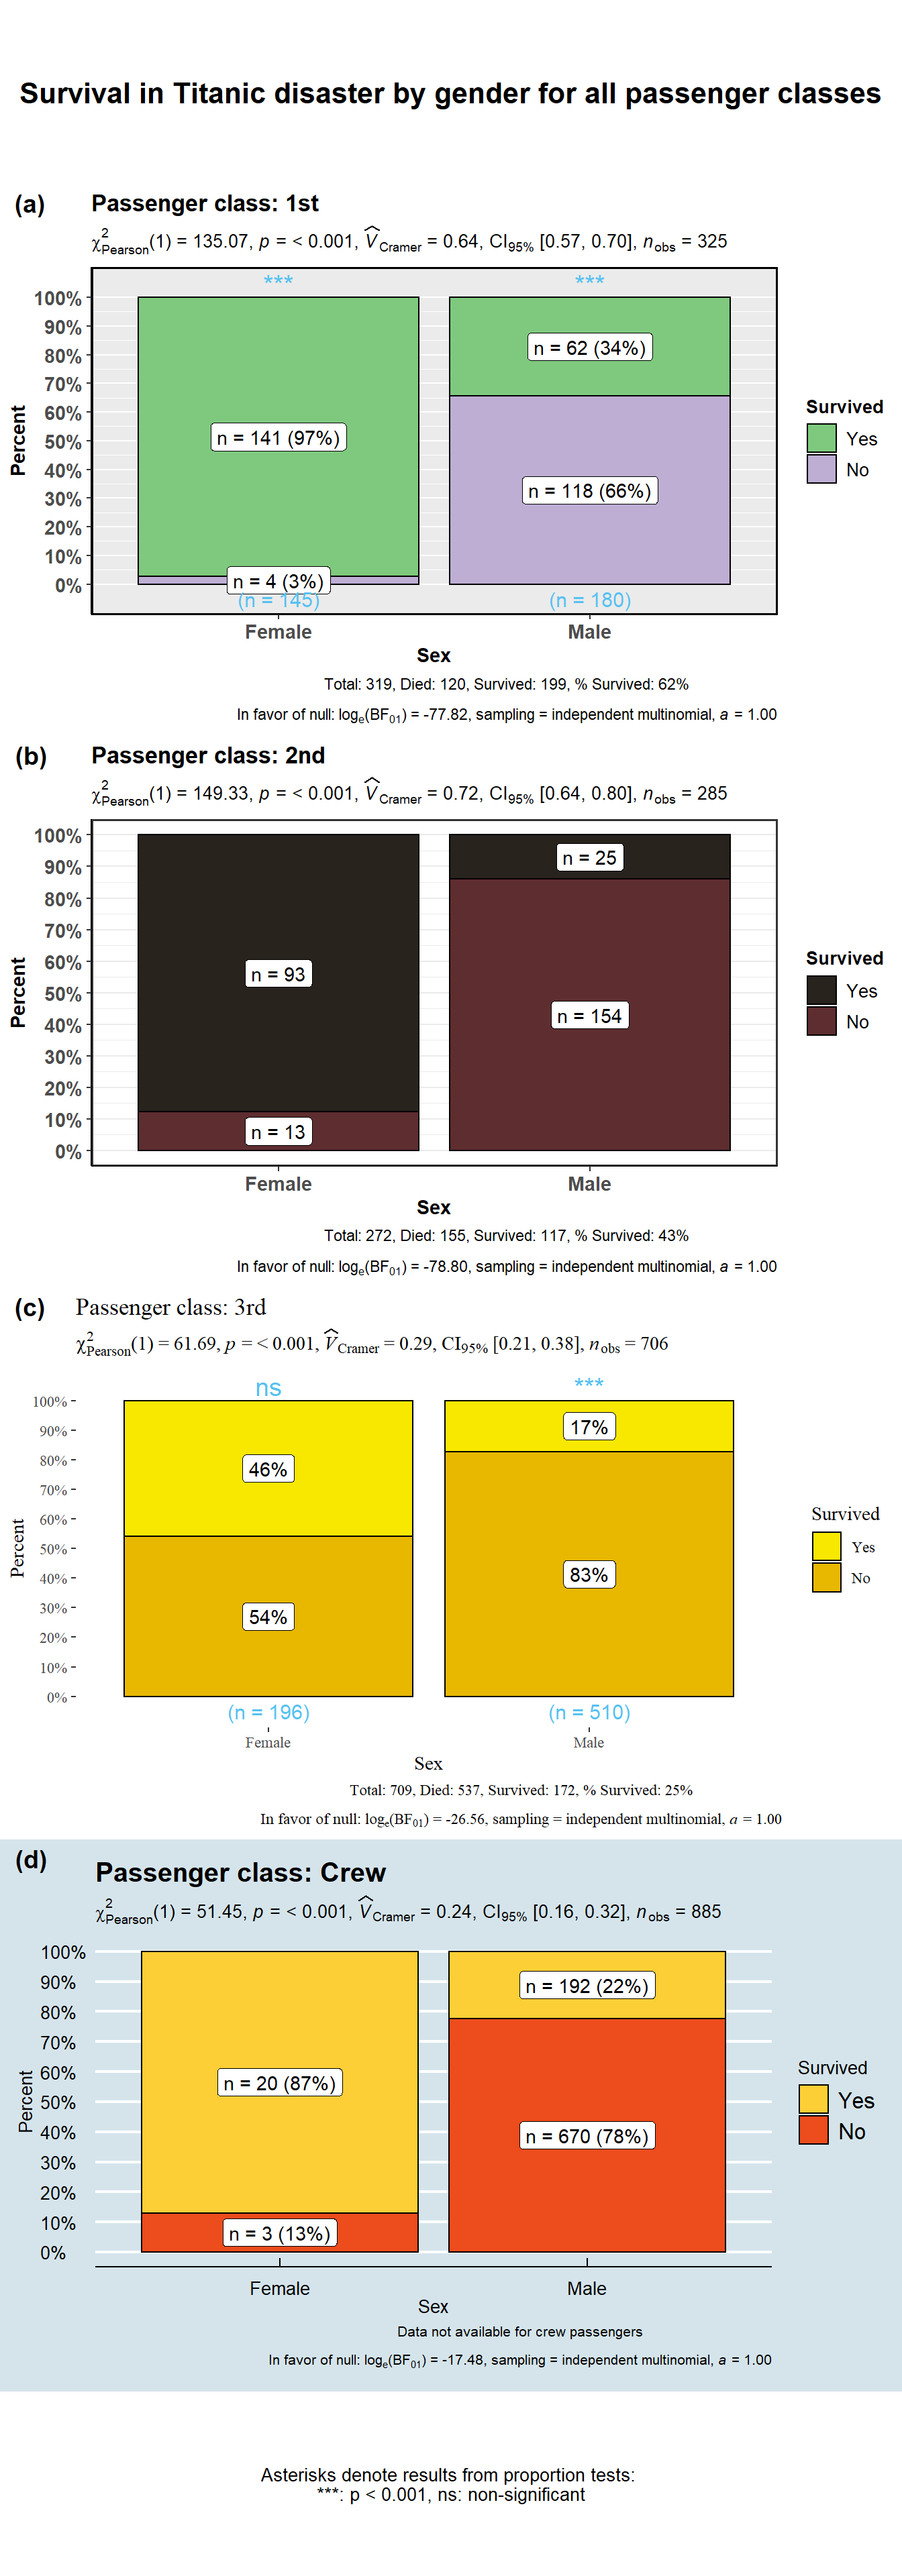 Survival in Titanic disaster by gender for all passenger classes
(a) Passenger class: 1st
χ²Pearson(1) = 135.07, p = < 0.001, V̂Cramer = 0.64, CI95% [0.57, 0.70], nobs = 325
*** ***
100%
90%
80%
70%
60%
50%
40%
30%
20%
10%
0%
Percent
n = 62 (34%)
n = 141 (97%)
n = 118 (66%)
n = 4 (3%)
(n = 145) (n = 180)
Female Male
Sex
Survived
Yes
No
Total: 319, Died: 120, Survived: 199, % Survived: 62%
In favor of null: loge(BF01) = -77.82, sampling = independent multinomial, a = 1.00
(b) Passenger class: 2nd
χ²Pearson(1) = 149.33, p = < 0.001, V̂Cramer = 0.72, CI95% [0.64, 0.80], nobs = 285
100%
90%
80%
70%
60%
50%
40%
30%
20%
10%
0%
Percent
n = 25
n = 93
n = 154
n = 13
Female Male
Sex
Survived
Yes
No
Total: 272, Died: 155, Survived: 117, % Survived: 43%
In favor of null: loge(BF01) = -78.80, sampling = independent multinomial, a = 1.00
(c) Passenger class: 3rd
χ²Pearson(1) = 61.69, p = < 0.001, V̂Cramer = 0.29, CI95% [0.21, 0.38], nobs = 706
ns ***
100%
90%
80%
70%
60%
50%
40%
30%
20%
10%
0%
Percent
17%
46%
83%
54%
(n = 196) (n = 510)
Female Male
Sex
Survived
Yes
No
Total: 709, Died: 537, Survived: 172, % Survived: 25%
In favor of null: loge(BF01) = -26.56, sampling = independent multinomial, a = 1.00
(d) Passenger class: Crew
χ²Pearson(1) = 51.45, p = < 0.001, V̂Cramer = 0.24, CI95% [0.16, 0.32], nobs = 885
100%
90%
80%
70%
60%
50%
40%
30%
20%
10%
0%
Percent
n = 192 (22%)
n = 20 (87%)
n = 670 (78%)
n = 3 (13%)
Female Male
Sex
Survived
Yes
No
Data not available for crew passengers
In favor of null: loge(BF01) = -17.48, sampling = independent multinomial, a = 1.00
Asterisks denote results from proportion tests:
***: p < 0.001, ns: non-significant